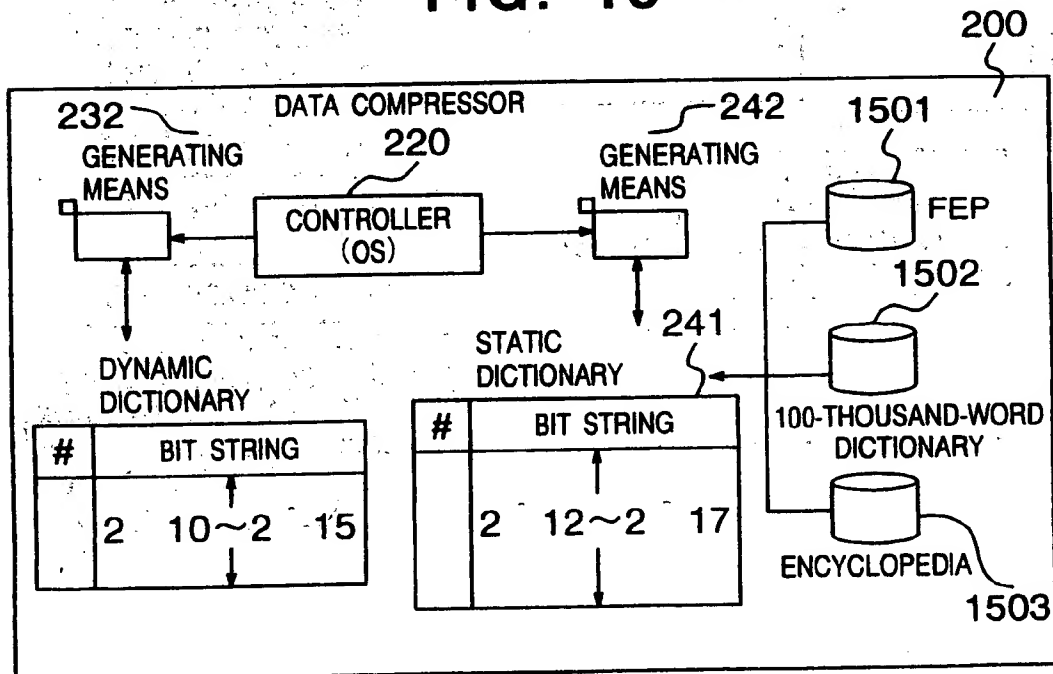 FIG.
200
DATA COMPRESSOR
232
242
1501
GENERATING
MEANS
220
GENERATING
MEANS
CONTROLLER
(OS)
FEP
1502
241
DYNAMIC
DICTIONARY
STATIC
DICTIONARY
100-THOUSAND-WORD
DICTIONARY
# BIT STRING
2 10~2 15
# BIT STRING
2 12~2 17
ENCYCLOPEDIA
1503